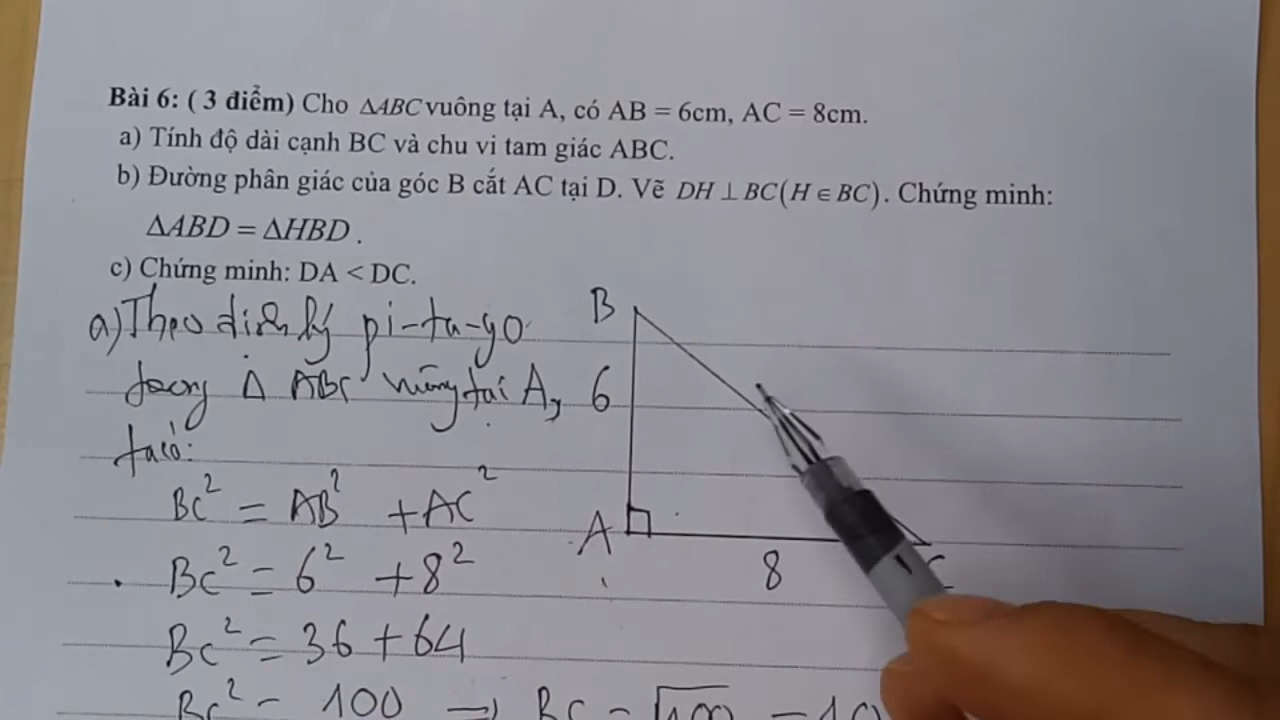 Bài 6: ( 3 điểm) Cho ΔABC vuông tại A, có AB = 6cm, AC = 8cm.
a) Tính độ dài cạnh BC và chu vi tam giác ABC.
b) Đường phân giác của góc B cắt AC tại D. Vẽ DH ⊥ BC(H ∈ BC). Chứng minh:
ΔABD = ΔHBD.
c) Chứng minh: DA < DC.
a) Theo định lý pi-ta-go
trong Δ ABC vuông tại A,
ta có:
BC² = AB² + AC²
BC² = 6² + 8²
BC² = 36 + 64
BC² = 100 ⇒ BC = √100 = 10
B
6
A
8
C